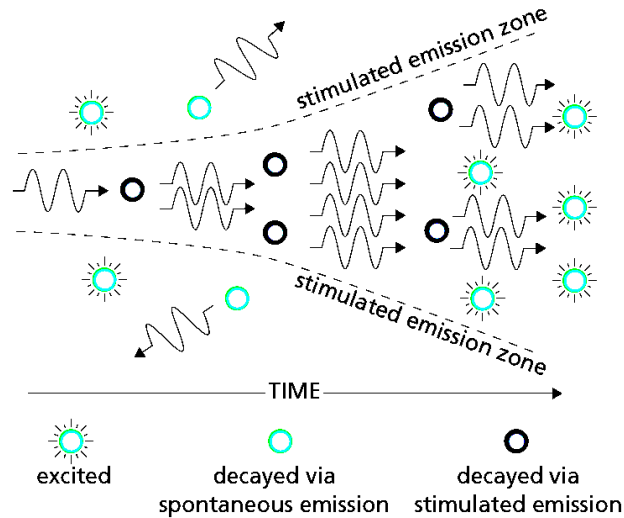 stimulated emission zone
stimulated emission zone
TIME
excited
decayed via
spontaneous emission
decayed via
stimulated emission